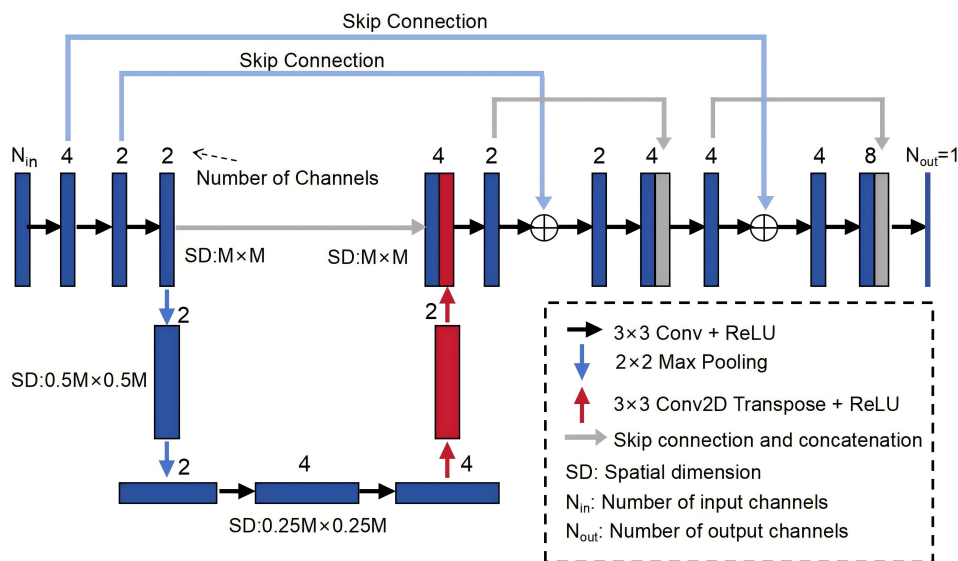 Skip Connection
Skip Connection
N_in 4 2 2 4 2 2 4 4 4 8 N_out=1
Number of Channels
SD:M×M SD:M×M
2 2
SD:0.5M×0.5M
2 4 4
SD:0.25M×0.25M
3×3 Conv + ReLU
2×2 Max Pooling
3×3 Conv2D Transpose + ReLU
Skip connection and concatenation
SD: Spatial dimension
N_in: Number of input channels
N_out: Number of output channels